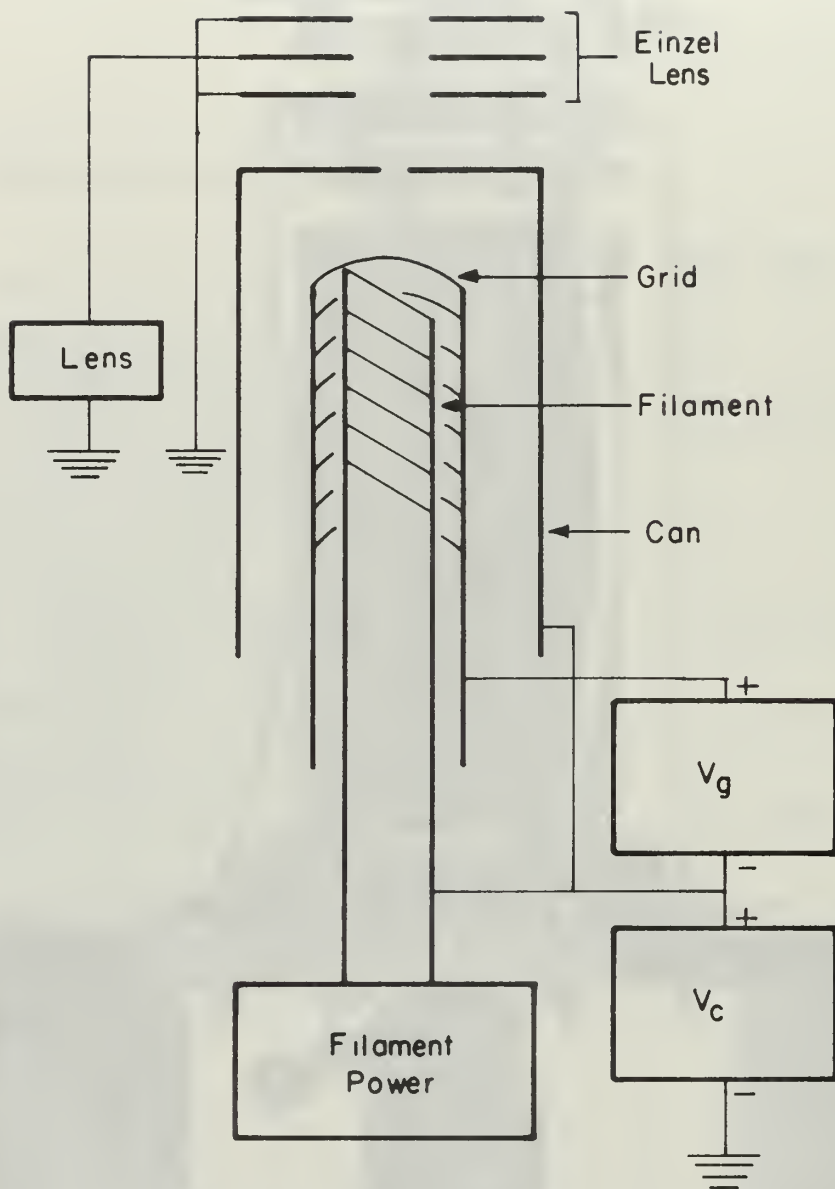 Einzel
Lens
Grid
Lens
Filament
Can
+
Vg
-
+
Vc
-
Filament
Power